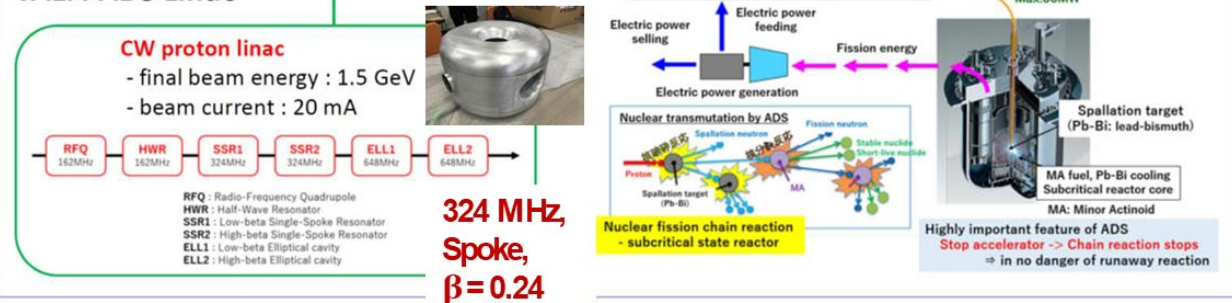 CW proton linac
- final beam energy : 1.5 GeV
- beam current : 20 mA
RFQ
162MHz
HWR
162MHz
SSR1
324MHz
SSR2
324MHz
ELL1
648MHz
ELL2
648MHz
RFQ : Radio-Frequency Quadrupole
HWR : Half-Wave Resonator
SSR1 : Low-beta Single-Spoke Resonator
SSR2 : High-beta Single-Spoke Resonator
ELL1 : Low-beta Elliptical cavity
ELL2 : High-beta Elliptical cavity
324 MHz,
Spoke,
β = 0.24
Electric power
selling
Electric power
feeding
Fission energy
Electric power generation
Nuclear transmutation by ADS
Spallation neutron
Fission neutron
Stable nuclide
Short-live nuclide
Proton
MA
Spallation target
(Pb-Bi)
Nuclear fission chain reaction
- subcritical state reactor
Spallation target
(Pb-Bi: lead-bismuth)
MA fuel, Pb-Bi cooling
Subcritical reactor core
MA: Minor Actinoid
Highly important feature of ADS
Stop accelerator -> Chain reaction stops
⇒ in no danger of runaway reaction